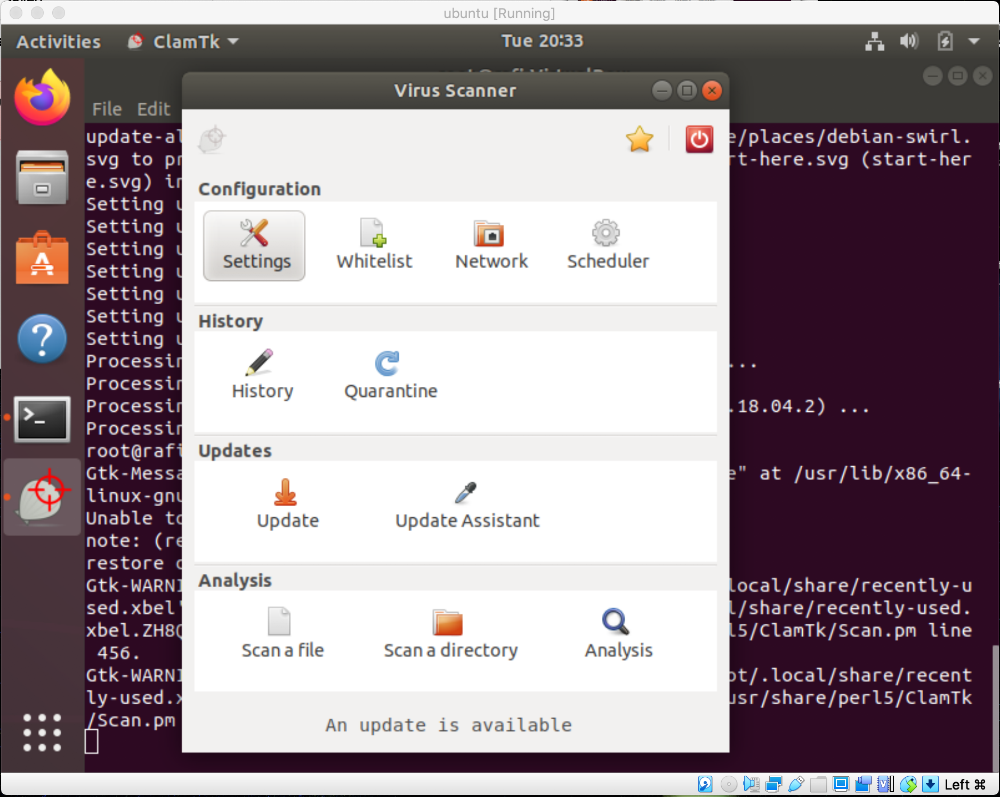 ubuntu [Running]
Activities ClamTk Tue 20:33
File Edit
Virus Scanner
Configuration
Settings Whitelist Network Scheduler
History
History Quarantine
Updates
Update Update Assistant
Analysis
Scan a file Scan a directory Analysis
An update is available
update-al
e/places/debian-swirl.
svg to pr
rt-here.svg (start-her
e.svg) in
Setting u
Setting u
Setting u
Setting u
Setting u
Setting u
Setting u
Processin
...
Processin
Processin
.18.04.2) ...
Processin
root@rafi
Gtk-Messa
e" at /usr/lib/x86_64-
linux-gnu
Unable to
note: (re
restore
Gtk-WARNI
local/share/recently-u
sed.xbel'
l/share/recently-used.
xbel.ZH8Q
l5/ClamTk/Scan.pm line
456.
Gtk-WARNI
ot/.local/share/recent
ly-used.x
usr/share/perl5/ClamTk
/Scan.pm
Left ⌘